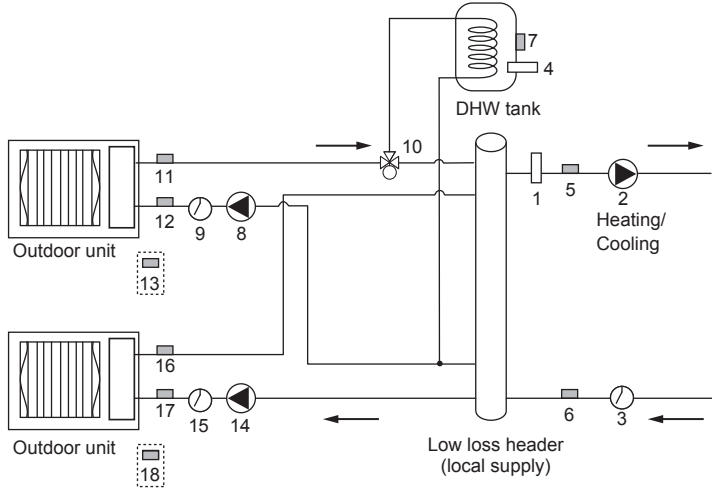 7
4
DHW tank
10
11
12
9
8
Outdoor unit
13
1
5
2
Heating/
Cooling
16
17
15
14
Outdoor unit
18
6
3
Low loss header
(local supply)